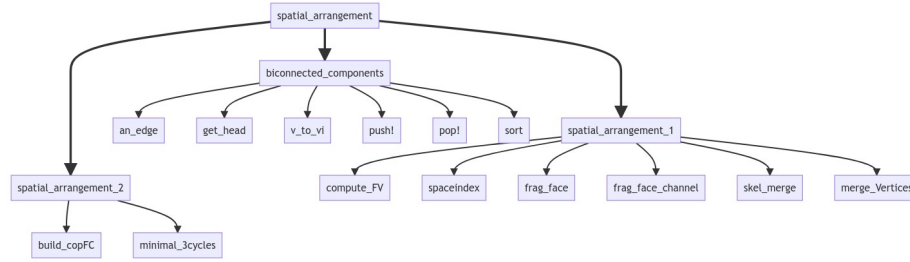 spatial_arrangement
biconnected_components
an_edge
get_head
v_to_vi
push!
pop!
sort
spatial_arrangement_1
spatial_arrangement_2
compute_FV
spaceindex
frag_face
frag_face_channel
skel_merge
merge_Vertices
build_copFC
minimal_3cycles